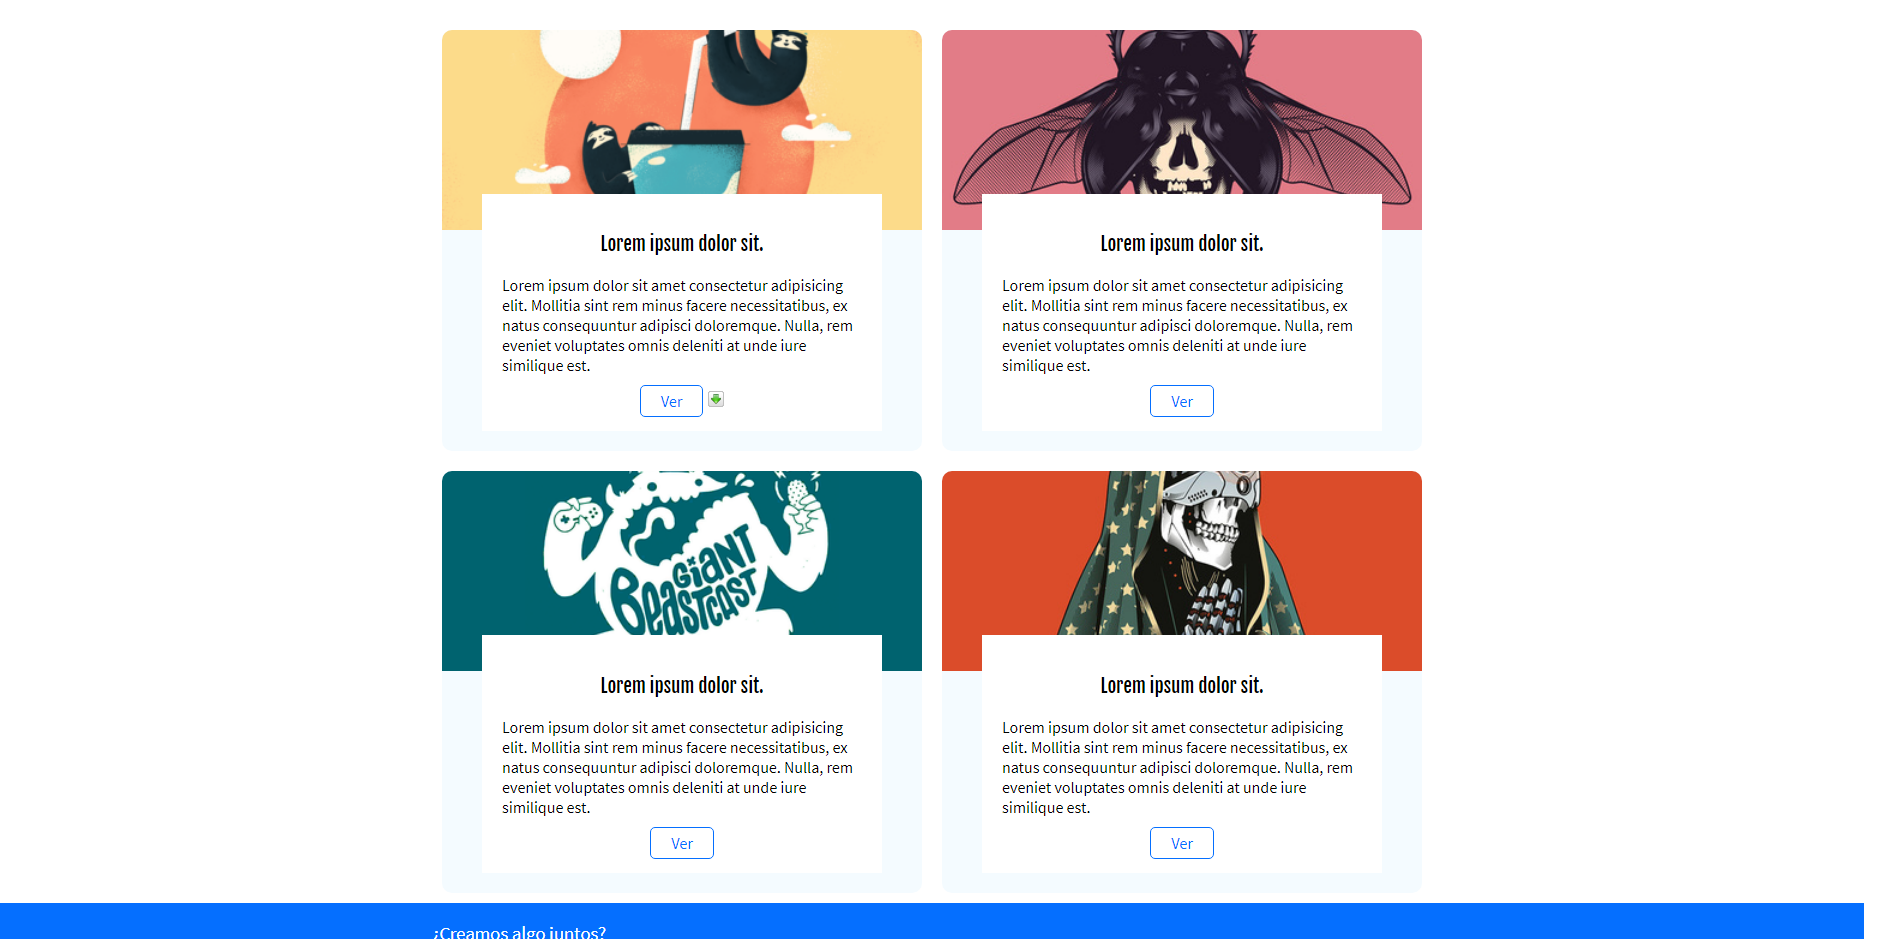 Lorem ipsum dolor sit.
Lorem ipsum dolor sit amet consectetur adipisicing
elit. Mollitia sint rem minus facere necessitatibus, ex
natus consequuntur adipisci doloremque. Nulla, rem
eveniet voluptates omnis deleniti at unde iure
similique est.
Ver
Lorem ipsum dolor sit.
Lorem ipsum dolor sit amet consectetur adipisicing
elit. Mollitia sint rem minus facere necessitatibus, ex
natus consequuntur adipisci doloremque. Nulla, rem
eveniet voluptates omnis deleniti at unde iure
similique est.
Ver
GIANT
BEASTCAST
Lorem ipsum dolor sit.
Lorem ipsum dolor sit amet consectetur adipisicing
elit. Mollitia sint rem minus facere necessitatibus, ex
natus consequuntur adipisci doloremque. Nulla, rem
eveniet voluptates omnis deleniti at unde iure
similique est.
Ver
Lorem ipsum dolor sit.
Lorem ipsum dolor sit amet consectetur adipisicing
elit. Mollitia sint rem minus facere necessitatibus, ex
natus consequuntur adipisci doloremque. Nulla, rem
eveniet voluptates omnis deleniti at unde iure
similique est.
Ver
¿Creamos algo juntos?